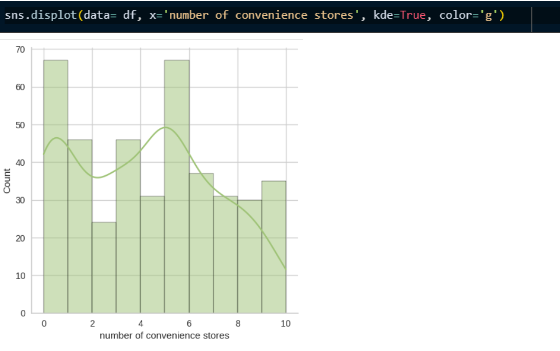 sns.displot(data= df, x='number of convenience stores', kde=True, color='g')
70
60
50
40
30
20
10
0
Count
0 2 4 6 8 10
number of convenience stores